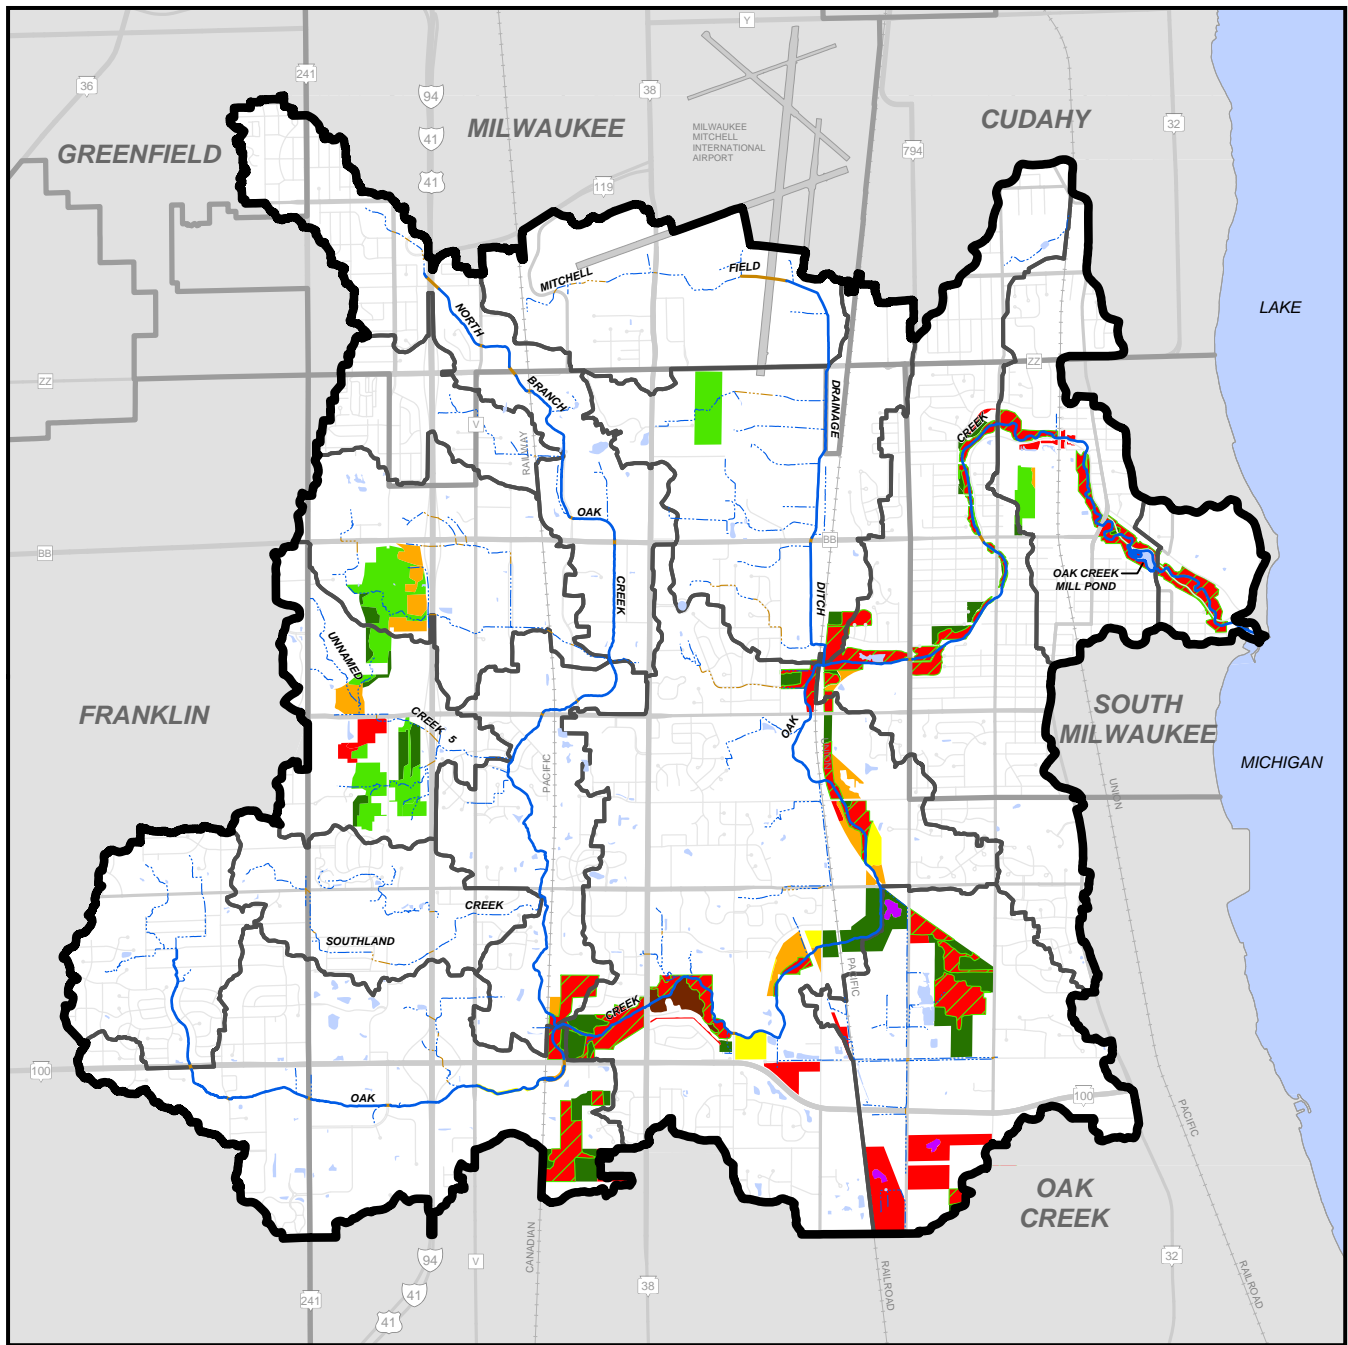 Y
36
241
94
38
MILWAUKEE
CUDAHY
32
MILWAUKEE
MITCHELL
INTERNATIONAL
AIRPORT
41
794
GREENFIELD
41
119
MITCHELL
FIELD
NORTH
LAKE
ZZ
ZZ
BRANCH
DRAINAGE
V
CREEK
RAILWAY
OAK
BB
BB
OAK CREEK
MILL POND
CREEK
DITCH
UNNAMED
FRANKLIN
CREEK 5
OAK
SOUTH
MILWAUKEE
PACIFIC
UNION
MICHIGAN
CREEK
SOUTHLAND
PACIFIC
CREEK
100
OAK
100
PACIFIC
OAK
CREEK
CANADIAN
94
V
32
RAILROAD
RAILROAD
38
41
241
41